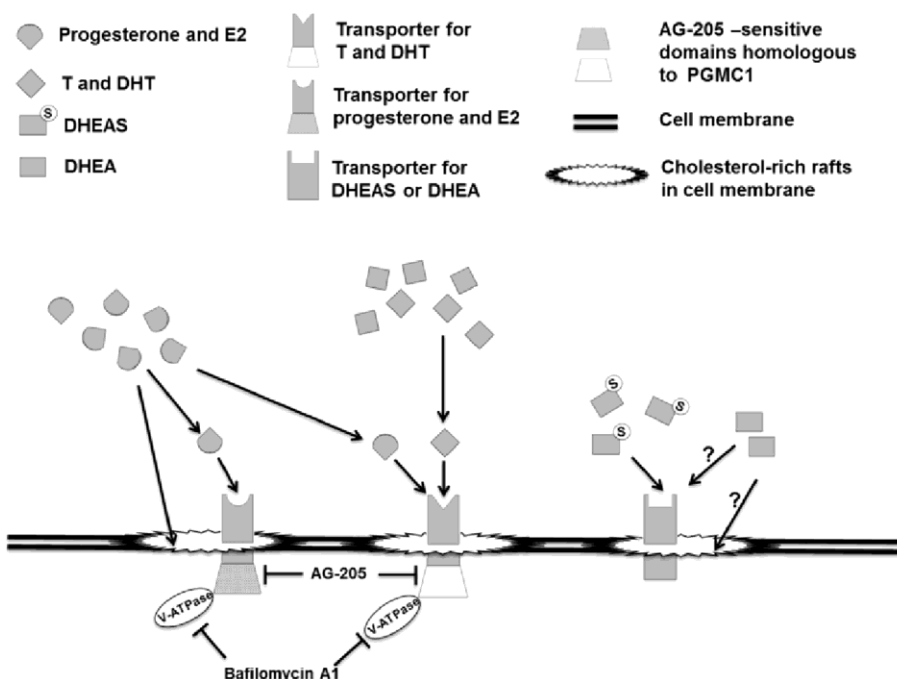 Progesterone and E2
T and DHT
S
DHEAS
DHEA
Transporter for
T and DHT
Transporter for
progesterone and E2
Transporter for
DHEAS or DHEA
AG-205 –sensitive
domains homologous
to PGMC1
Cell membrane
Cholesterol-rich rafts
in cell membrane
S
S
S
?
?
AG-205
V-ATPase
V-ATPase
Bafilomycin A1